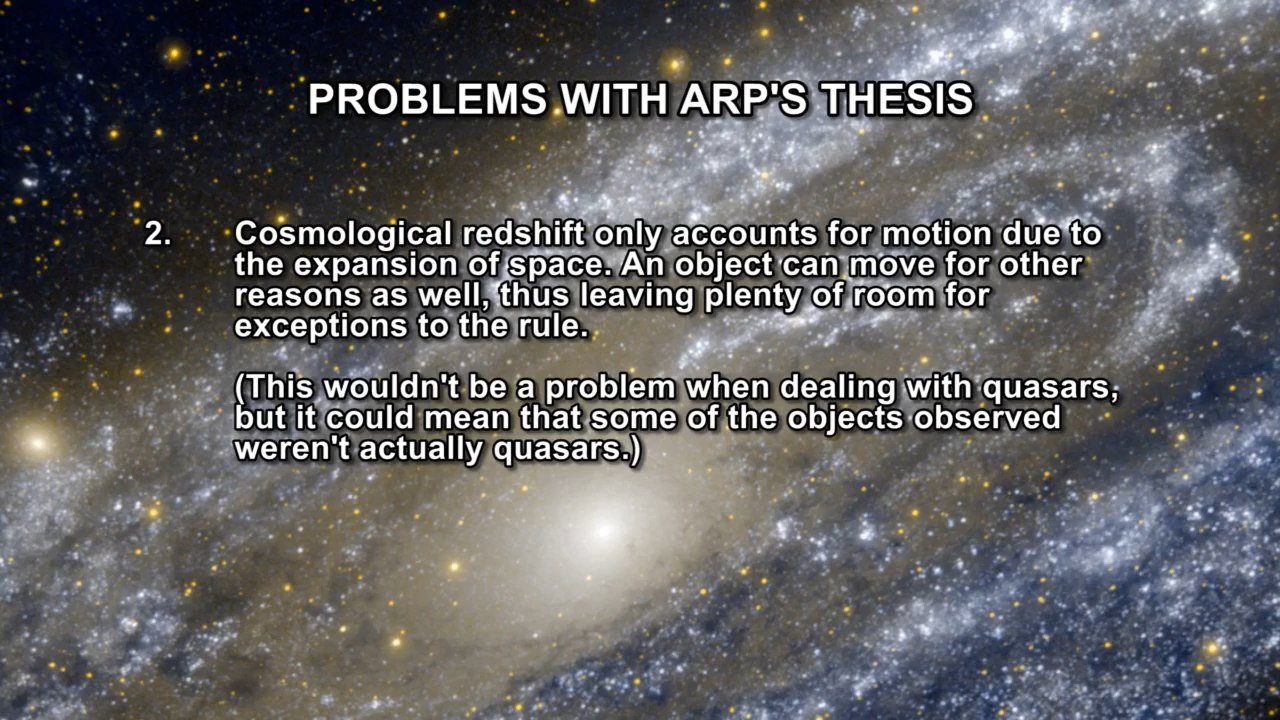 PROBLEMS WITH ARP'S THESIS
2. Cosmological redshift only accounts for motion due to
the expansion of space. An object can move for other
reasons as well, thus leaving plenty of room for
exceptions to the rule.
(This wouldn't be a problem when dealing with quasars,
but it could mean that some of the objects observed
weren't actually quasars.)